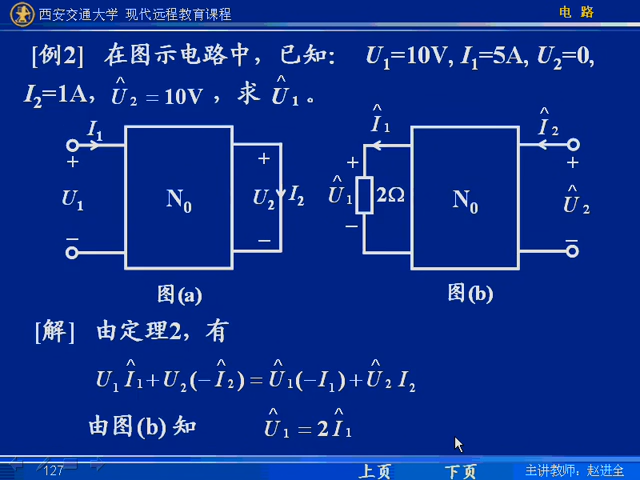 西安交通大学 现代远程教育课程
电 路
[例2] 在图示电路中，已知： U₁=10V, I₁=5A, U₂=0,
I₂=1A，Û₂ = 10V ，求 Û₁ 。
I₁
Î₁
Î₂
+ + + +
U₁ N₀ U₂ I₂ Û₁ 2Ω N₀ Û₂
− − − −
图(a) 图(b)
[解] 由定理2，有
U₁Î₁+U₂(−Î₂)=Û₁(−I₁)+Û₂ I₂
由图(b)知 Û₁ = 2Î₁
127 上页 下页 主讲教师：赵进全